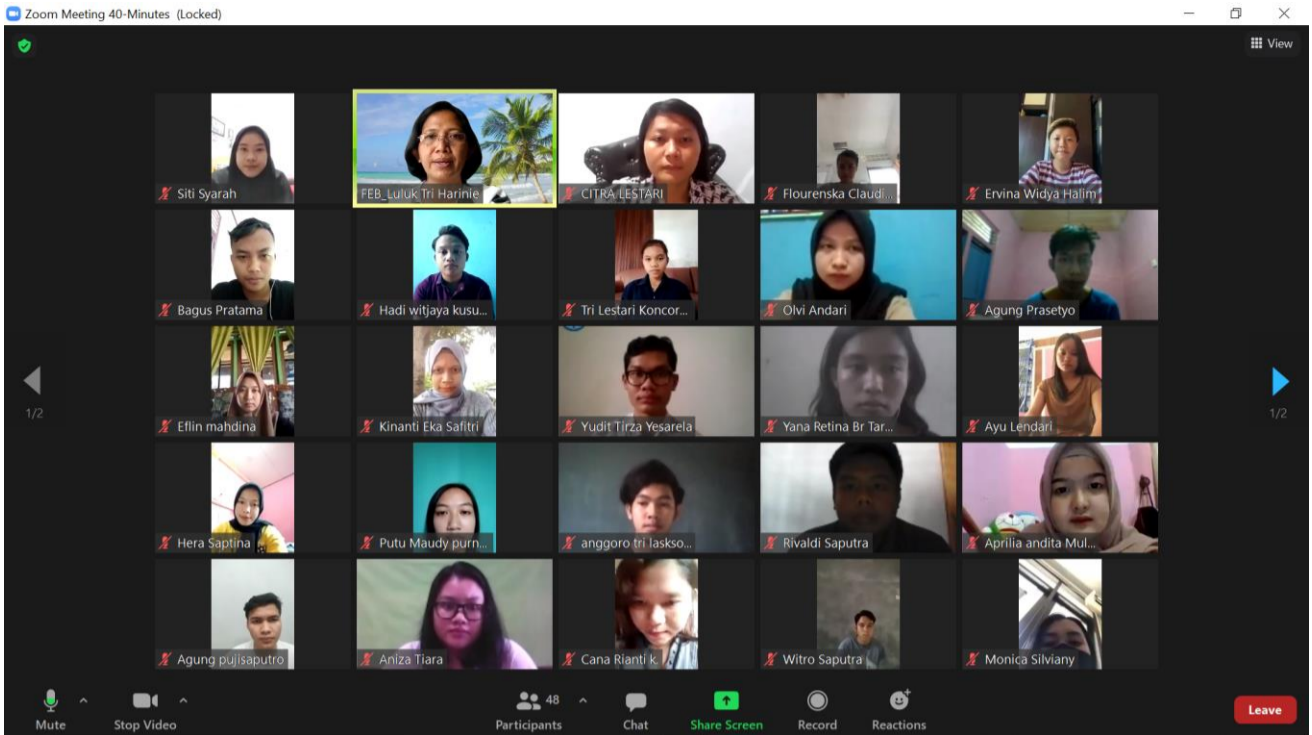 Zoom Meeting 40-Minutes (Locked)
View
Siti Syarah
FEB_Luluk Tri Harinie
CITRA LESTARI
Flourenska Claudi...
Ervina Widya Halim
Bagus Pratama
Hadi witjaya kusu...
Tri Lestari Koncor...
Olvi Andari
Agung Prasetyo
1/2
1/2
Eflin mahdina
Kinanti Eka Safitri
Yudit Tirza Yesarela
Yana Retina Br Tar...
Ayu Lendari
Hera Saptina
Putu Maudy purn...
anggoro tri laskso...
Rivaldi Saputra
Aprilia andita Mul...
Agung pujisaputro
Aniza Tiara
Cana Rianti k.
Witro Saputra
Monica Silviany
48
Mute
Stop Video
Participants
Chat
Share Screen
Record
Reactions
Leave